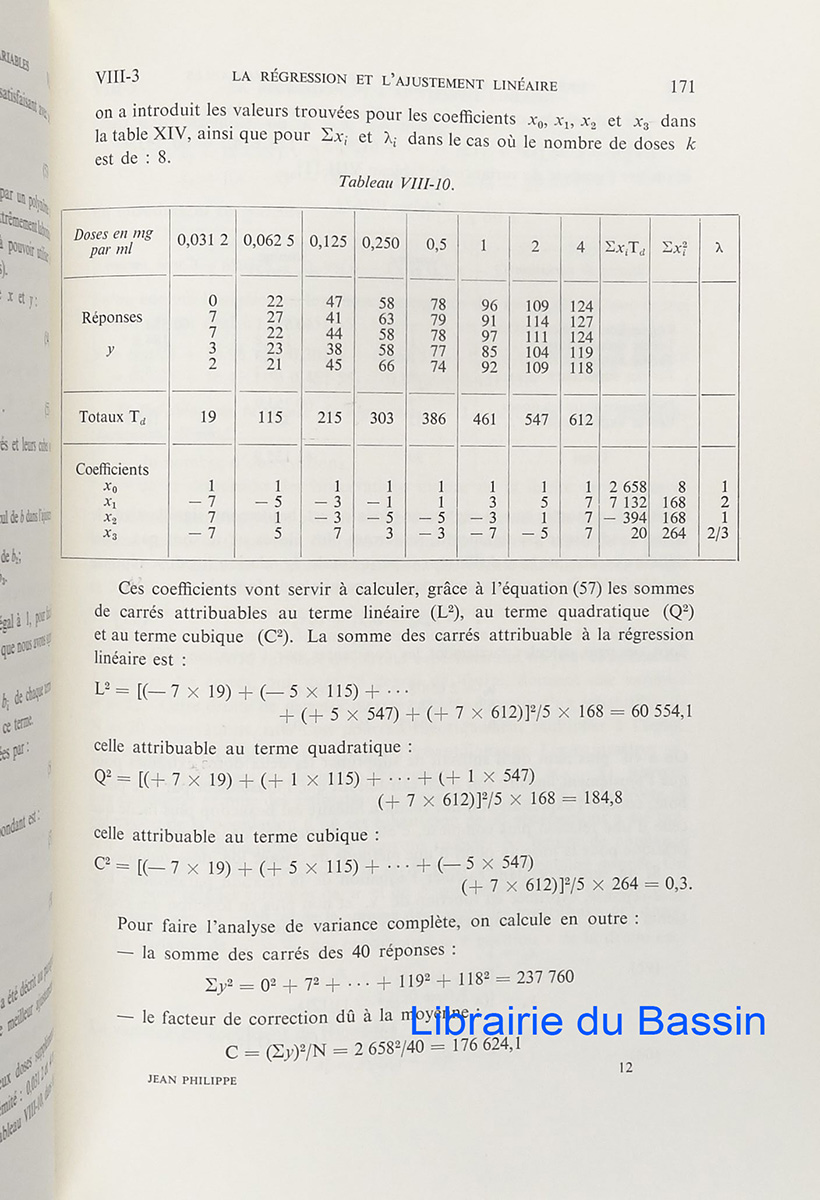 VIII-3 LA RÉGRESSION ET L'AJUSTEMENT LINÉAIRE 171
on a introduit les valeurs trouvées pour les coefficients x₀, x₁, x₂ et x₃ dans
la table XIV, ainsi que pour Σxᵢ et λᵢ dans le cas où le nombre de doses k
est de : 8.
Tableau VIII-10.
Doses en mg par ml 0,031 2 0,062 5 0,125 0,250 0,5 1 2 4 ΣxᵢT_d Σxᵢ² λ
0 22 47 58 78 96 109 124
Réponses 7 27 41 63 79 91 114 127
7 22 44 58 78 97 111 124
y 3 23 38 58 77 85 104 119
2 21 45 66 74 92 109 118
Totaux T_d 19 115 215 303 386 461 547 612
Coefficients
x₀ 1 1 1 1 1 1 1 1 2 658 8 1
x₁ — 7 — 5 — 3 — 1 1 3 5 7 7 132 168 2
x₂ 7 1 — 3 — 5 — 5 — 3 1 7 — 394 168 1
x₃ — 7 5 7 3 — 3 — 7 — 5 7 20 264 2/3
Ces coefficients vont servir à calculer, grâce à l'équation (57) les sommes
de carrés attribuables au terme linéaire (L²), au terme quadratique (Q²)
et au terme cubique (C²). La somme des carrés attribuable à la régression
linéaire est :
L² = [(— 7 × 19) + (— 5 × 115) + ···
+ (+ 5 × 547) + (+ 7 × 612)]²/5 × 168 = 60 554,1
celle attribuable au terme quadratique :
Q² = [(+ 7 × 19) + (+ 1 × 115) + ··· + (+ 1 × 547)
(+ 7 × 612)]²/5 × 168 = 184,8
celle attribuable au terme cubique :
C² = [(— 7 × 19) + (+ 5 × 115) + ··· + (— 5 × 547)
(+ 7 × 612)]²/5 × 264 = 0,3.
Pour faire l'analyse de variance complète, on calcule en outre :
— la somme des carrés des 40 réponses :
Σy² = 0² + 7² + ··· + 119² + 118² = 237 760
— le facteur de correction dû à la moyenne :
Librairie du Bassin
C = (Σy)²/N = 2 658²/40 = 176 624,1
JEAN PHILIPPE 12